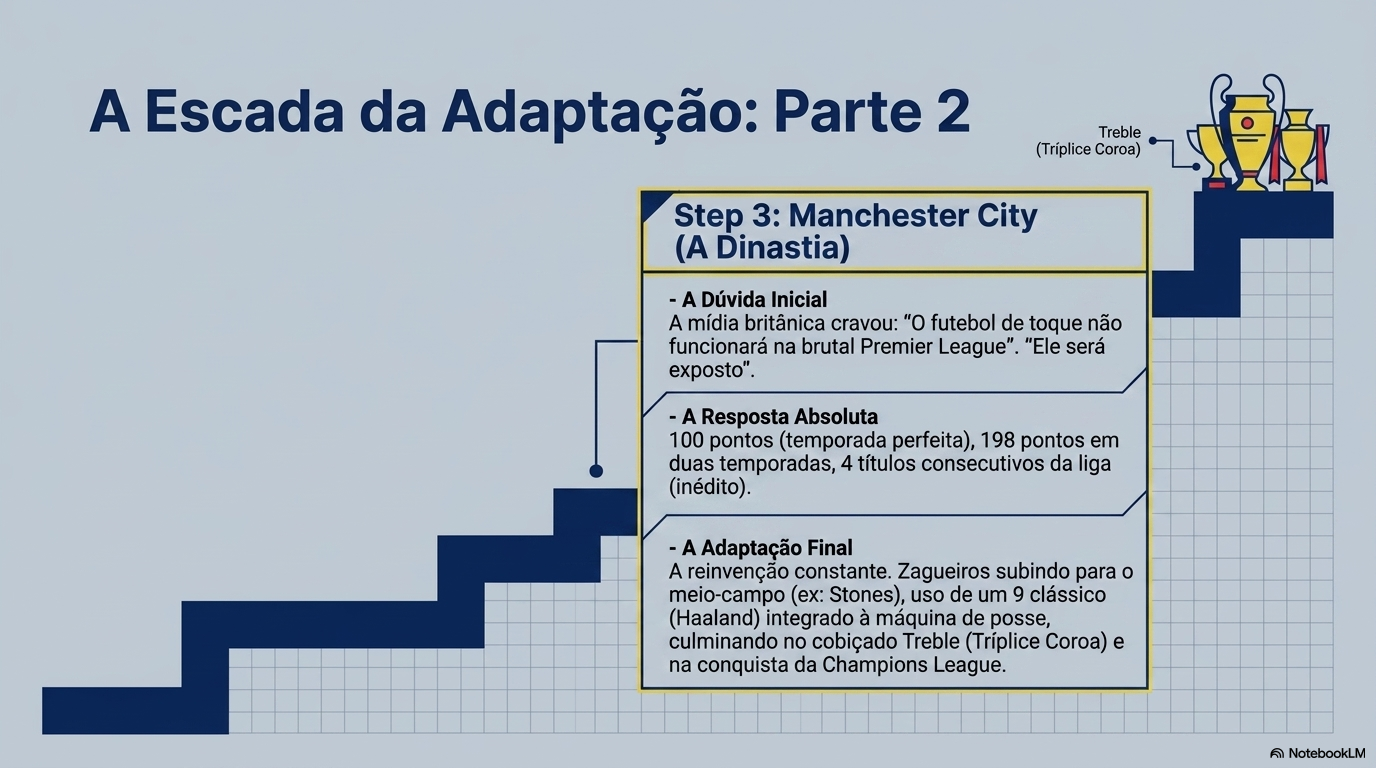 A Escada da Adaptação: Parte 2
Treble
(Tríplice Coroa)
Step 3: Manchester City
(A Dinastia)
- A Dúvida Inicial
A mídia britânica cravou: “O futebol de toque não
funcionará na brutal Premier League”. “Ele será
exposto”.
- A Resposta Absoluta
100 pontos (temporada perfeita), 198 pontos em
duas temporadas, 4 títulos consecutivos da liga
(inédito).
- A Adaptação Final
A reinvenção constante. Zagueiros subindo para o
meio-campo (ex: Stones), uso de um 9 clássico
(Haaland) integrado à máquina de posse,
culminando no cobiçado Treble (Tríplice Coroa) e
na conquista da Champions League.
NotebookLM